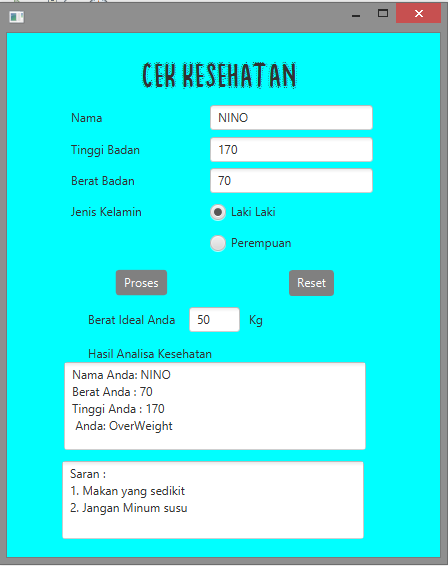 CEK KESEHATAN
Nama NINO
Tinggi Badan 170
Berat Badan 70
Jenis Kelamin Laki Laki
Perempuan
Proses Reset
Berat Ideal Anda 50 Kg
Hasil Analisa Kesehatan
Nama Anda: NINO
Berat Anda : 70
Tinggi Anda : 170
Anda: OverWeight
Saran :
1. Makan yang sedikit
2. Jangan Minum susu